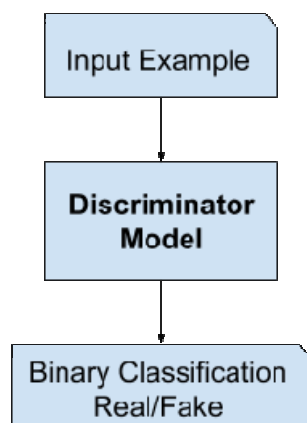 Input Example
Discriminator
Model
Binary Classification
Real/Fake